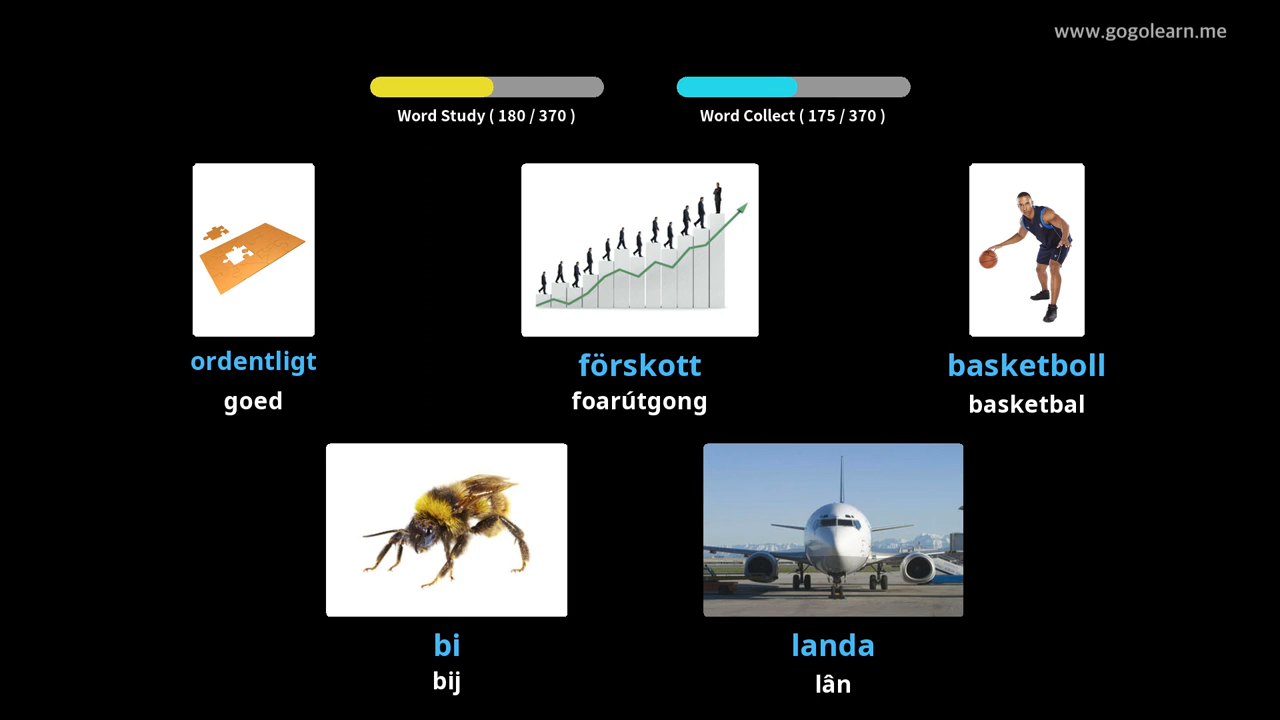 www.gogolearn.me
Word Study ( 180 / 370 )
Word Collect ( 175 / 370 )
ordentligt
goed
förskott
foarútgong
basketboll
basketbal
bi
bij
landa
lân